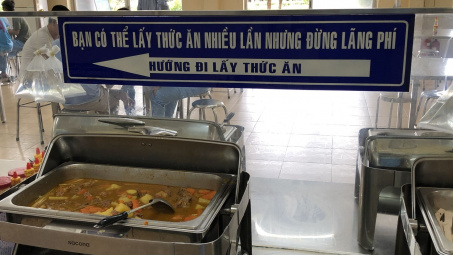 BẠN CÓ THỂ LẤY THỨC ĂN NHIỀU LẦN NHƯNG ĐỪNG LÃNG PHÍ
HƯỚNG ĐI LẤY THỨC ĂN